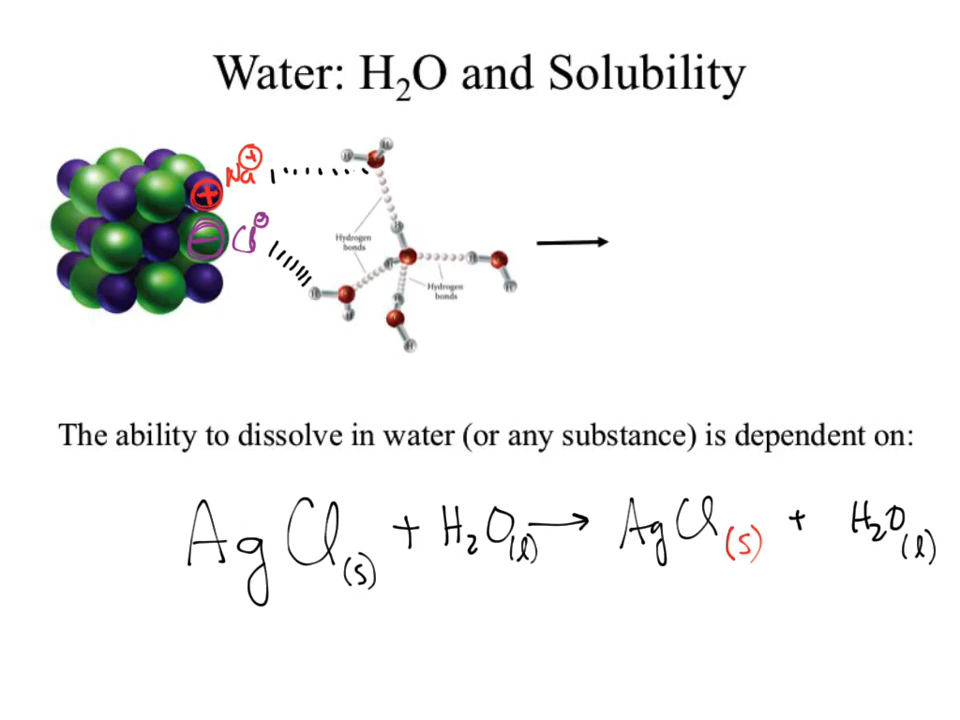 Water: H₂O and Solubility
Na⁺
+
−
Cl⁻
Hydrogen
bonds
Hydrogen
bonds
The ability to dissolve in water (or any substance) is dependent on:
AgCl(s) + H₂O(l) → AgCl(s) + H₂O(l)